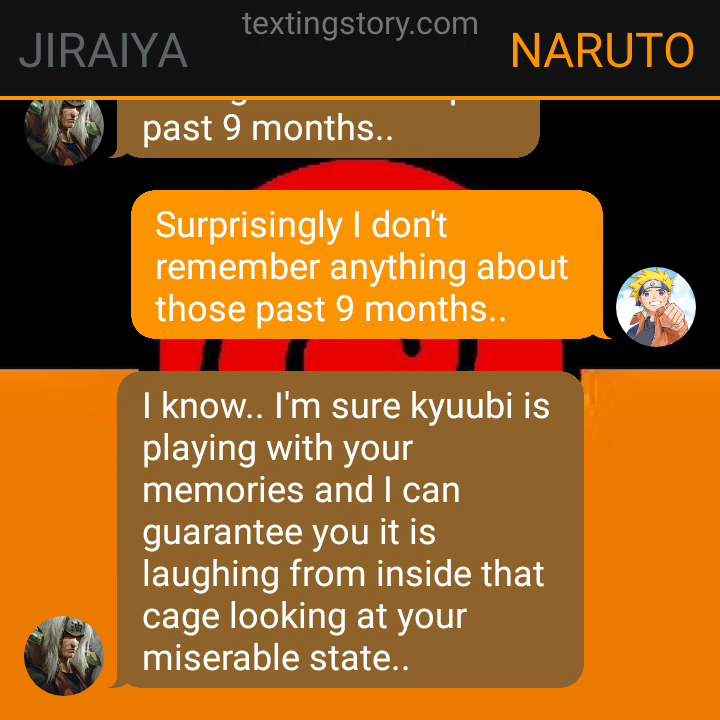 textingstory.com
JIRAIYA
NARUTO
past 9 months..
Surprisingly I don't
remember anything about
those past 9 months..
I know.. I'm sure kyuubi is
playing with your
memories and I can
guarantee you it is
laughing from inside that
cage looking at your
miserable state..